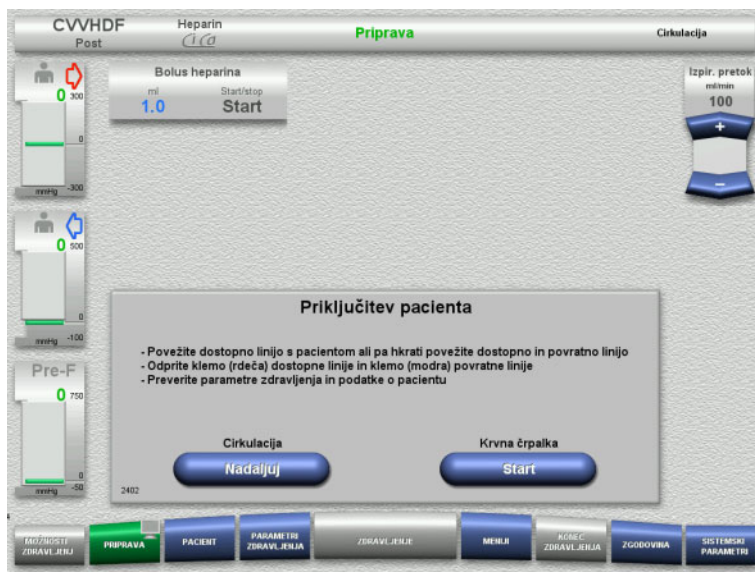 CVVHDF Heparin Priprava Cirkulacija
Post CiCa
Bolus heparina
ml Start/stop
1.0 Start
Izpir. pretok
ml/min
100
+
–
0 300
0
mmHg -300
0 500
0
mmHg -100
Pre-F
0 750
0
mmHg -50
Priključitev pacienta
- Povežite dostopno linijo s pacientom ali pa hkrati povežite dostopno in povratno linijo
- Odprite klemo (rdeča) dostopne linije in klemo (modra) povratne linije
- Preverite parametre zdravljenja in podatke o pacientu
Cirkulacija Krvna črpalka
Nadaljuj Start
2402
MOŽNOSTI ZDRAVLJENJ
PRIPRAVA
PACIENT
PARAMETRI ZDRAVLJENJA
ZDRAVLJENJE
MENIJI
KONEC ZDRAVLJENJA
ZGODOVINA
SISTEMSKI PARAMETRI